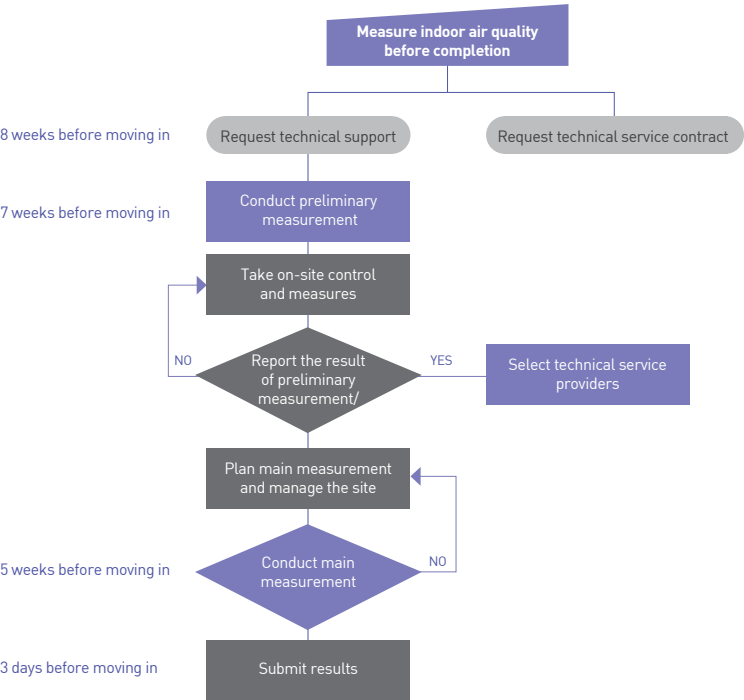 Measure indoor air quality
before completion
8 weeks before moving in
Request technical support
Request technical service contract
7 weeks before moving in
Conduct preliminary
measurement
Take on-site control
and measures
NO
Report the result
of preliminary
measurement/
YES
Select technical service
providers
Plan main measurement
and manage the site
5 weeks before moving in
Conduct main
measurement
NO
3 days before moving in
Submit results